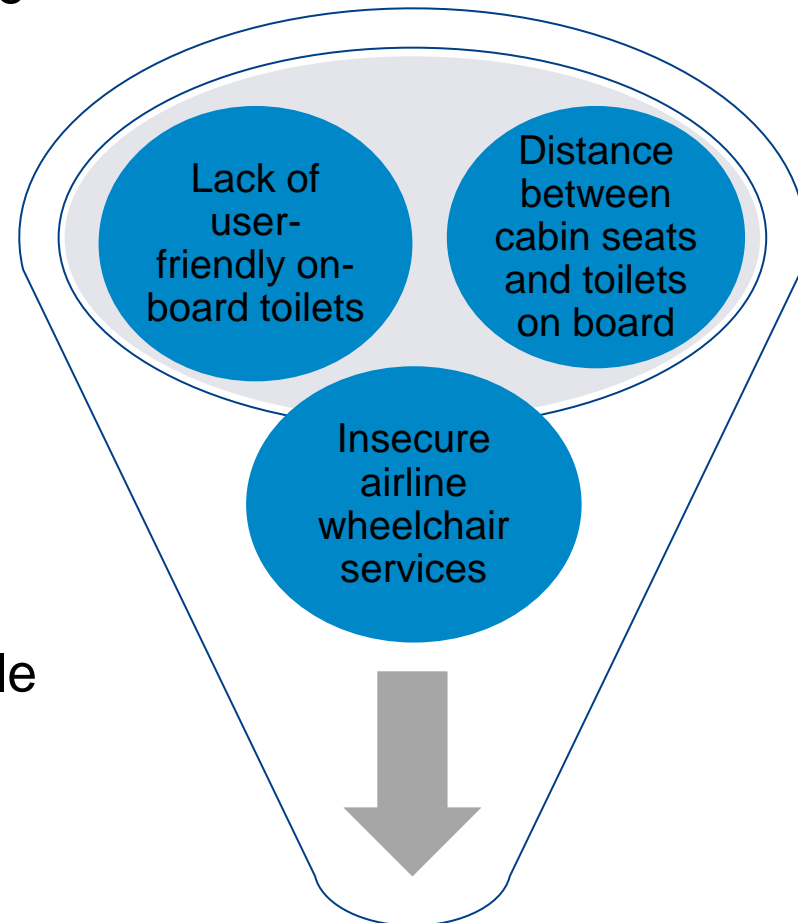 Lack of
user-
friendly on-
board toilets
Distance
between
cabin seats
and toilets
on board
Insecure
airline
wheelchair
services